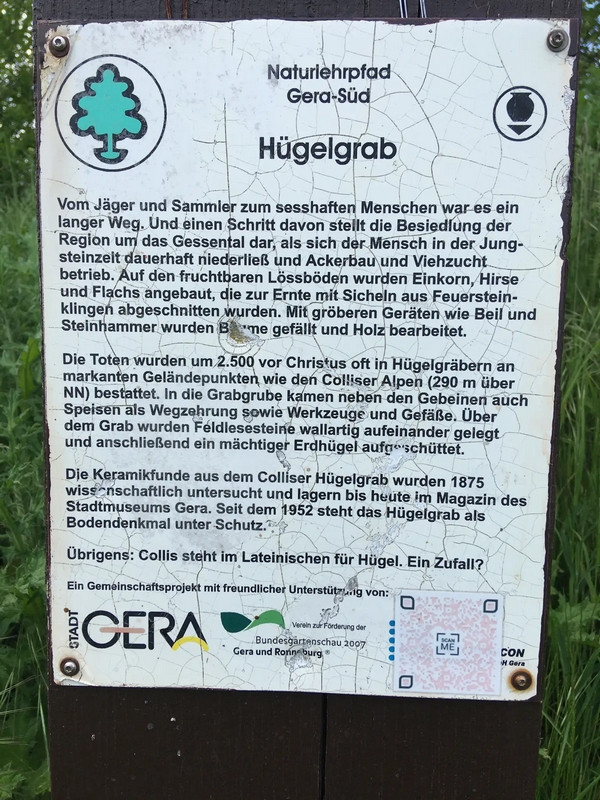 Naturlehrpfad
Gera-Süd
Hügelgrab
Vom Jäger und Sammler zum sesshaften Menschen war es ein
langer Weg. Und einen Schritt davon stellt die Besiedlung der
Region um das Gessental dar, als sich der Mensch in der Jung-
steinzeit dauerhaft niederließ und Ackerbau und Viehzucht
betrieb. Auf den fruchtbaren Lössböden wurden Einkorn, Hirse
und Flachs angebaut, die zur Ernte mit Sicheln aus Feuerstein-
klingen abgeschnitten wurden. Mit gröberen Geräten wie Beil und
Steinhammer wurden Bäume gefällt und Holz bearbeitet.
Die Toten wurden um 2.500 vor Christus oft in Hügelgräbern an
markanten Geländepunkten wie den Colliser Alpen (290 m über
NN) bestattet. In die Grabgrube kamen neben den Gebeinen auch
Speisen als Wegzehrung sowie Werkzeuge und Gefäße. Über
dem Grab wurden Feldlesesteine wallartig aufeinander gelegt
und anschließend ein mächtiger Erdhügel aufgeschüttet.
Die Keramikfunde aus dem Colliser Hügelgrab wurden 1875
wissenschaftlich untersucht und lagern bis heute im Magazin des
Stadtmuseums Gera. Seit dem 1952 steht das Hügelgrab als
Bodendenkmal unter Schutz.
Übrigens: Collis steht im Lateinischen für Hügel. Ein Zufall?
Ein Gemeinschaftsprojekt mit freundlicher Unterstützung von:
STADT GERA
Verein zur Förderung der
Bundesgartenschau 2007
Gera und Ronneburg
SCAN
ME
CON
H Gera